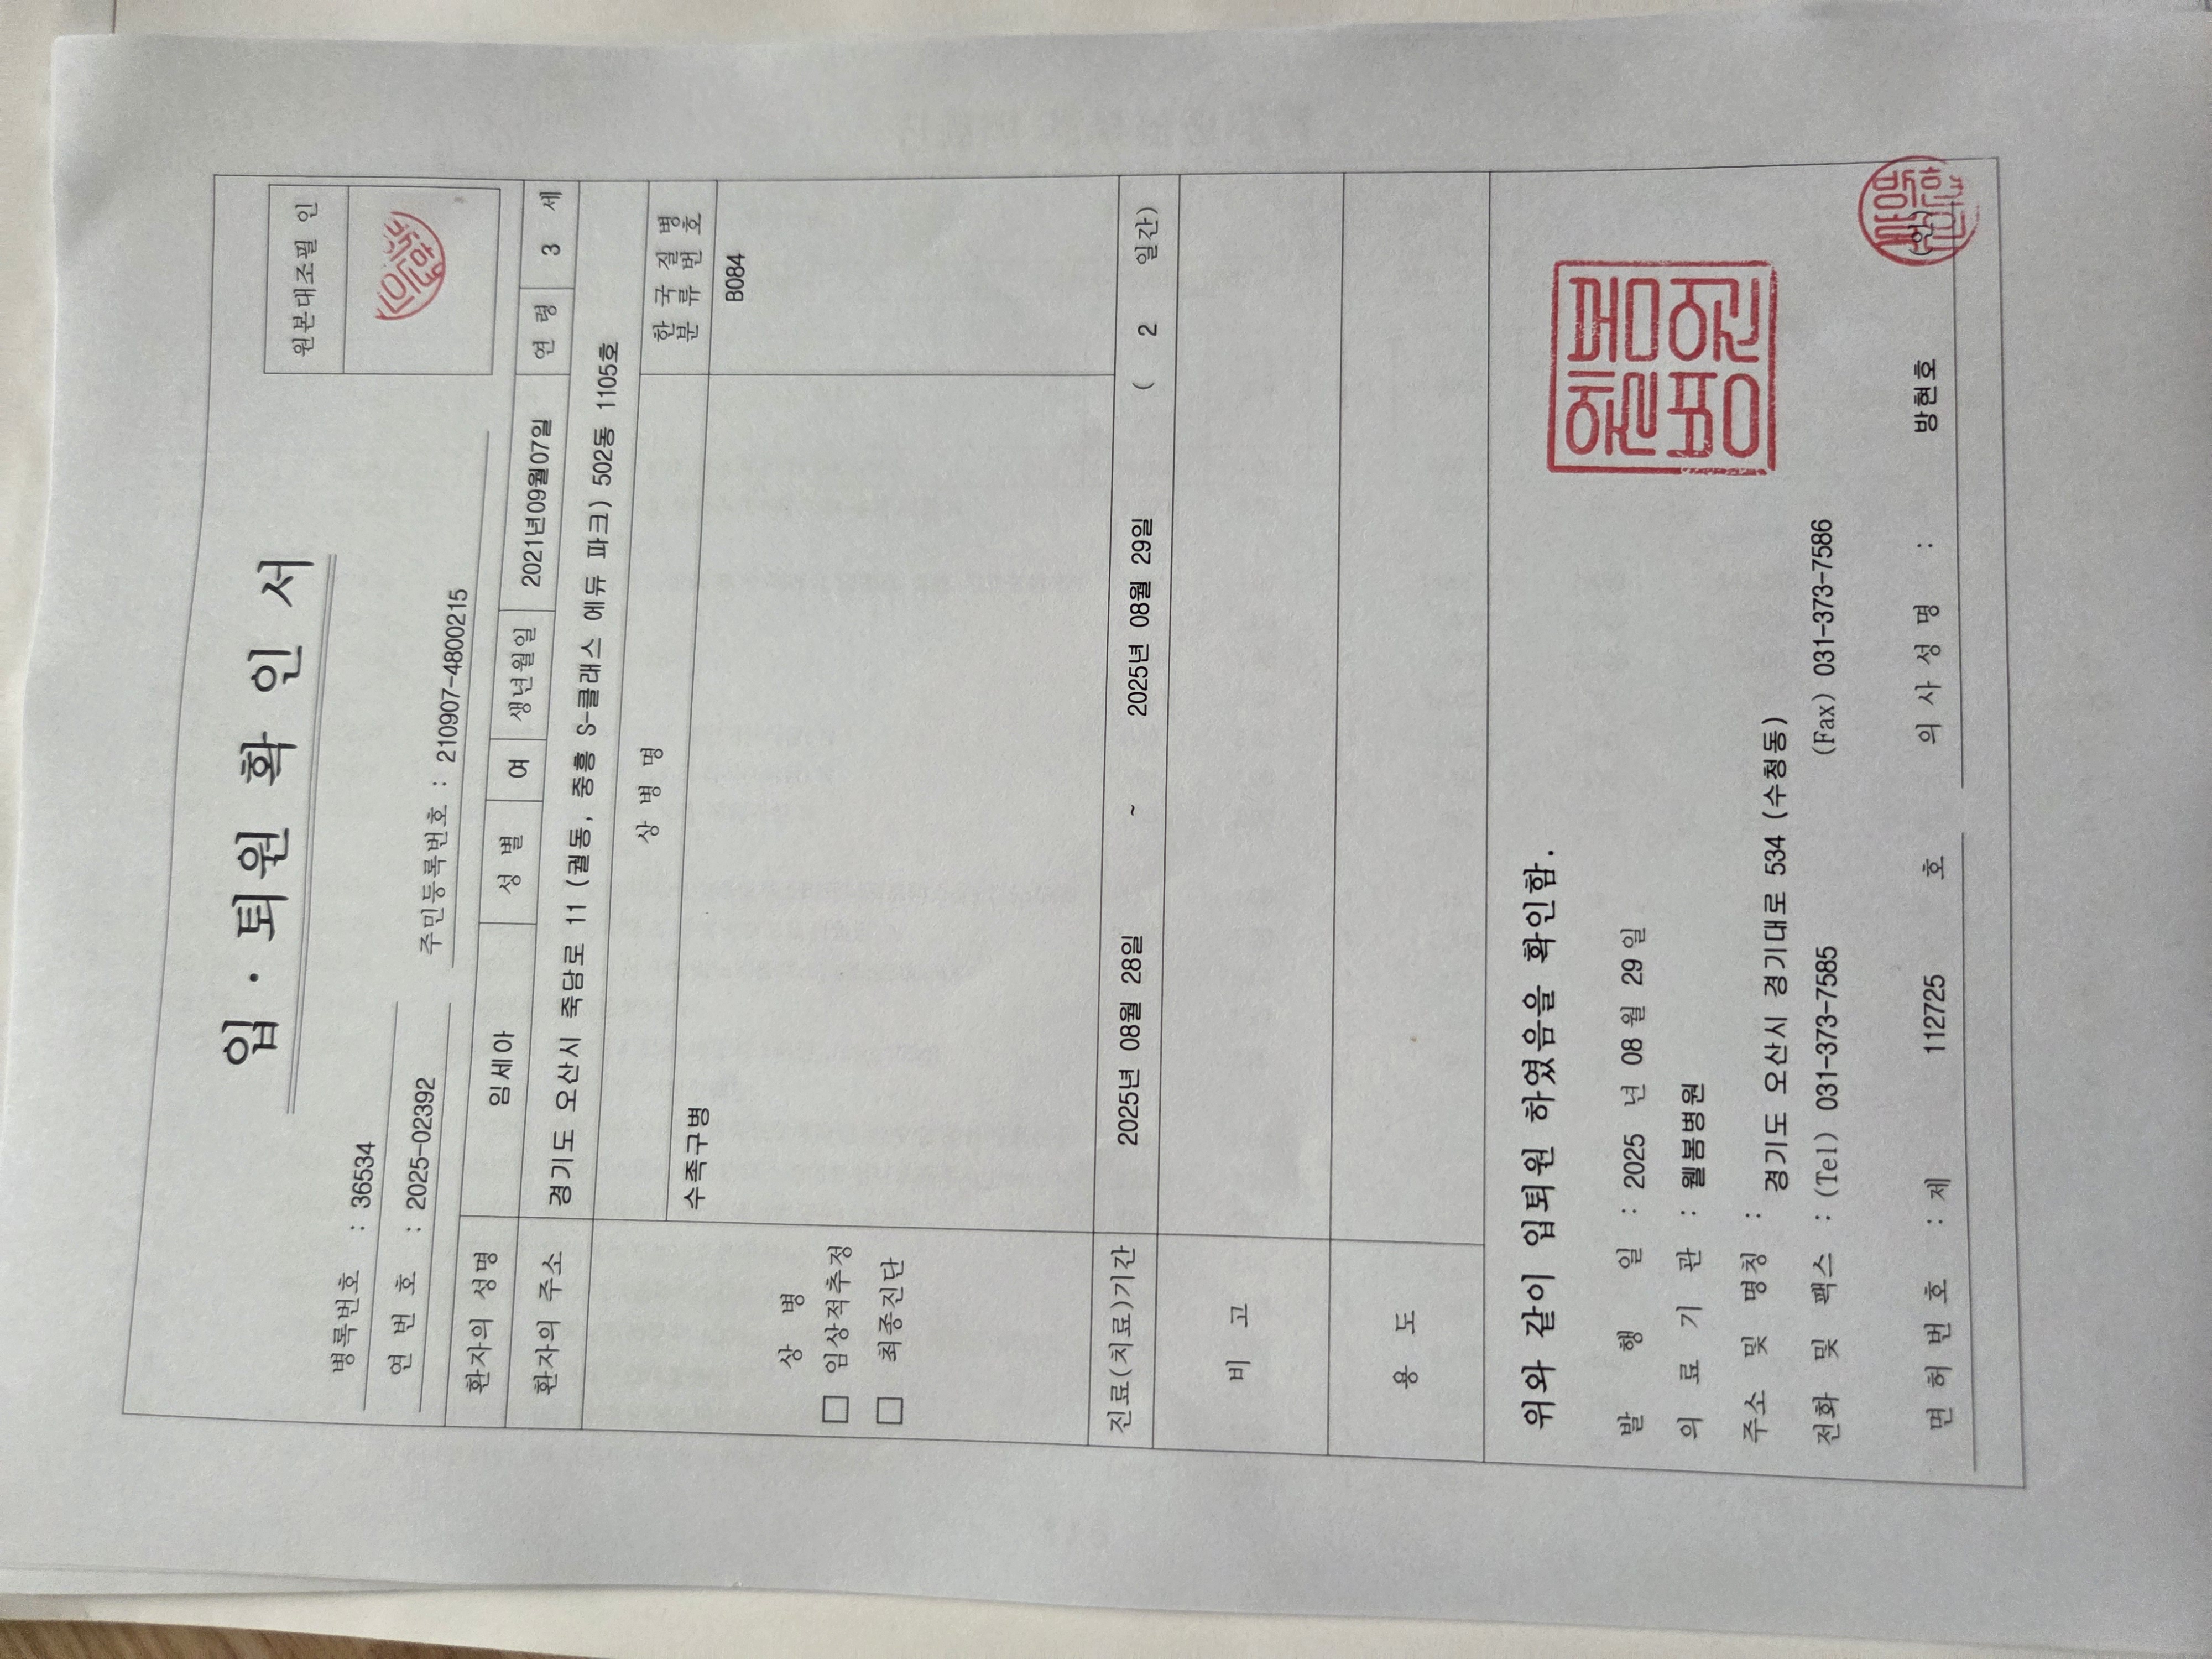 입 · 퇴 원 확 인 서
원본대조필 인
병록번호 : 36534
연 번 호 : 2025-02392
주민등록번호 : 210907-4800215
환자의 성명 임세아 성 별 여 생년월일 2021년09월07일 연 령 3 세
환자의 주소 경기도 오산시 죽담로 11 (궐동, 중흥 S-클래스 에듀 파크) 502동 1105호
상 병
□ 임상적추정
□ 최종진단
상 병 명
한 국 질 병
분 류 번 호
수족구병
B084
진료(치료)기간 2025년 08월 28일 ~ 2025년 08월 29일 ( 2 일간)
비 고
용 도
위와 같이 입퇴원 하였음을 확인함.
발 행 일 : 2025 년 08 월 29 일
의 료 기 관 : 웰봄병원
주소 및 명칭 :
경기도 오산시 경기대로 534 (수청동)
전화 및 팩스 : (Tel) 031-373-7585 (Fax) 031-373-7586
면 허 번 호 : 제 112725 호 의 사 성 명 : 방현호 (인)